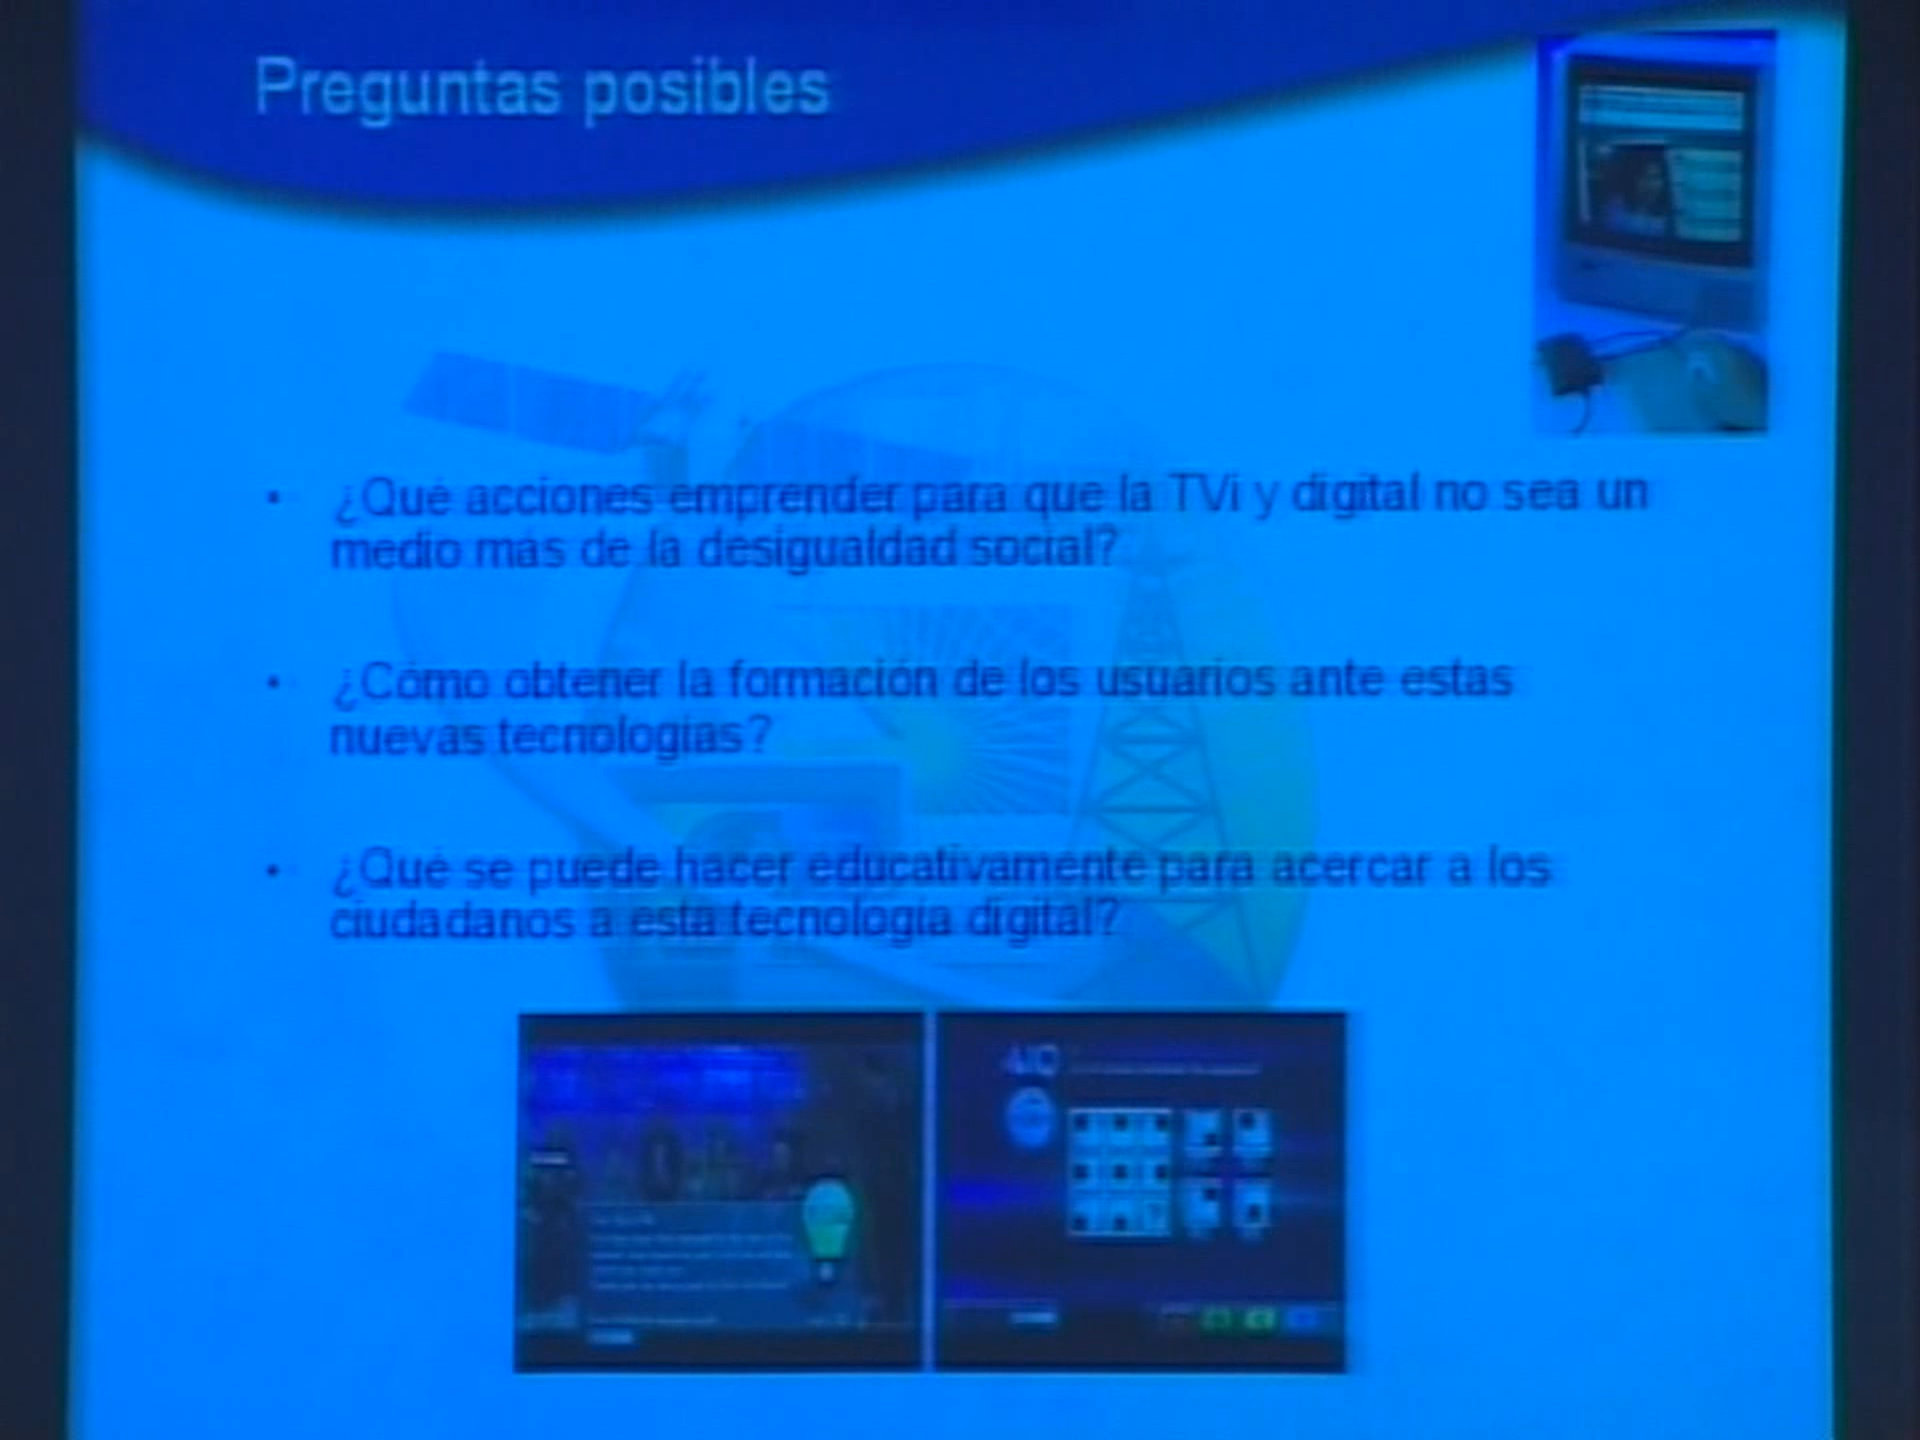 Preguntas posibles
• ¿Qué acciones emprender para que la TVi y digital no sea un
medio más de la desigualdad social?
• ¿Cómo obtener la formación de los usuarios ante estas
nuevas tecnologías?
• ¿Qué se puede hacer educativamente para acercar a los
ciudadanos a esta tecnología digital?